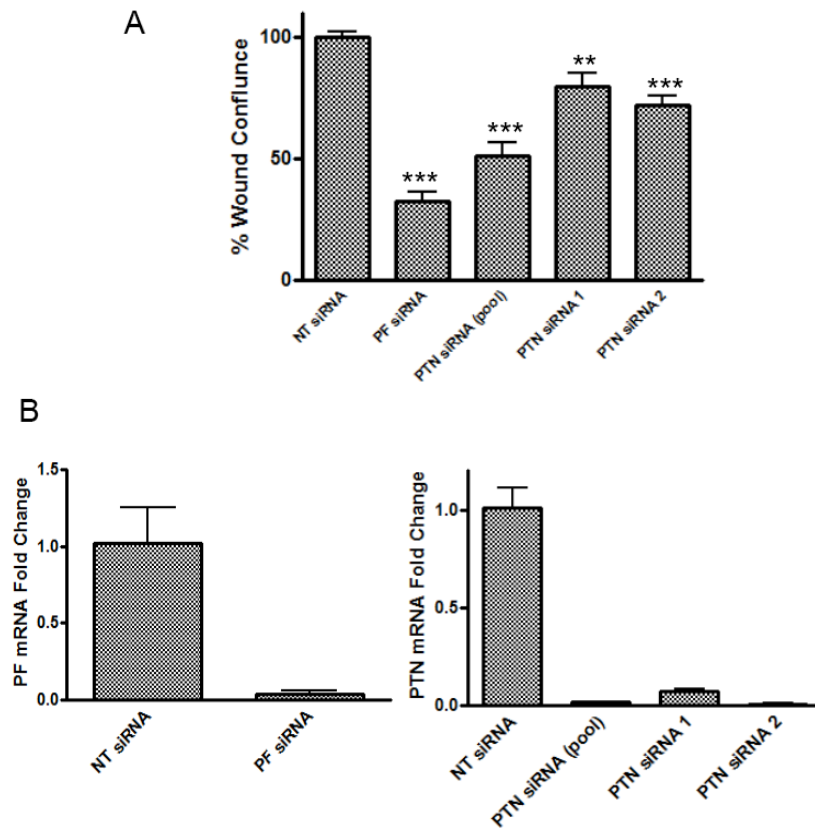 A
% Wound Conflunce
100
50
0
***
***
**
***
NT siRNA
PF siRNA
PTN siRNA (pool)
PTN siRNA 1
PTN siRNA 2
B
PF mRNA Fold Change
1.5
1.0
0.5
0.0
NT siRNA
PF siRNA
PTN mRNA Fold Change
1.0
0.5
0.0
NT siRNA
PTN siRNA (pool)
PTN siRNA 1
PTN siRNA 2